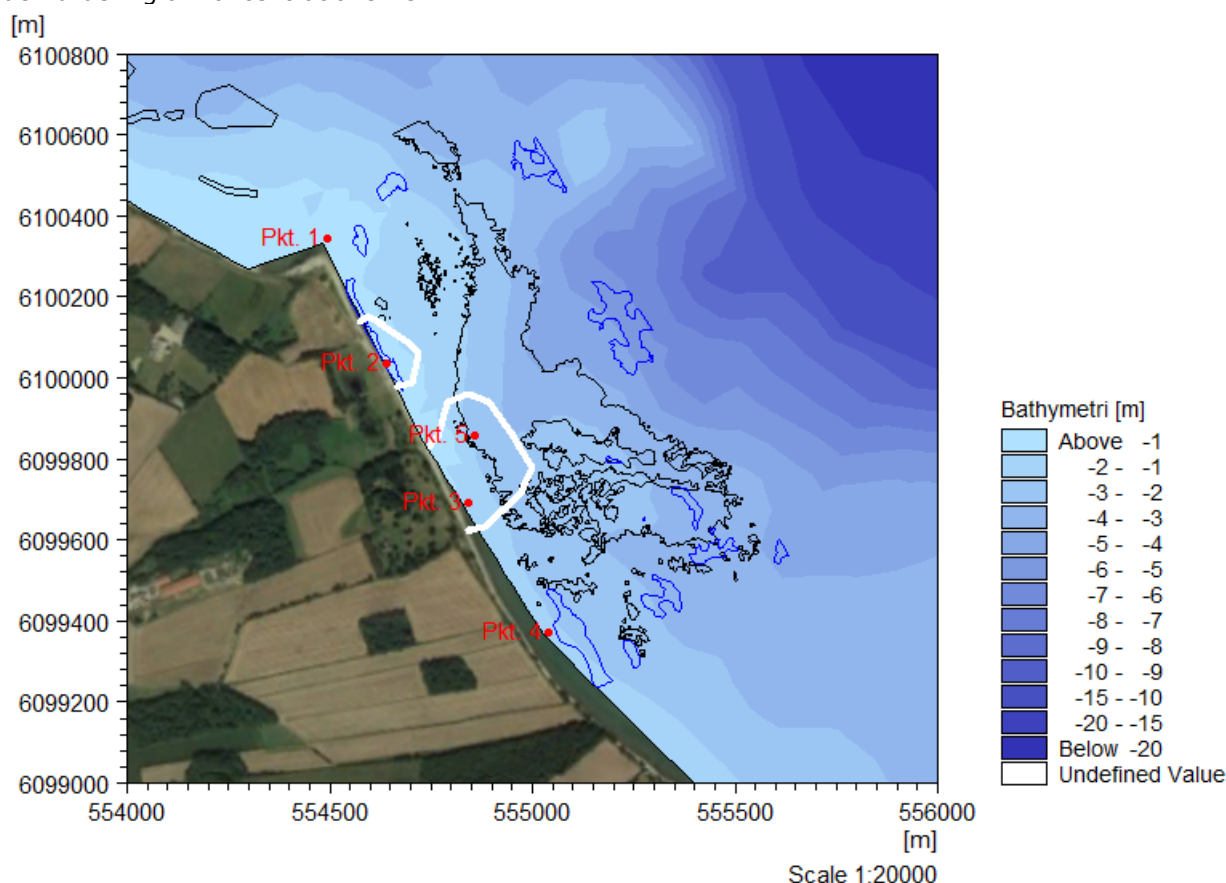 [m]
6100800
6100600
6100400
6100200
6100000
6099800
6099600
6099400
6099200
6099000
554000
554500
555000
555500
556000
[m]
Scale 1:20000
Pkt. 1
Pkt. 2
Pkt. 5
Pkt. 3
Pkt. 4
Bathymetri [m]
Above -1
-2 - -1
-3 - -2
-4 - -3
-5 - -4
-6 - -5
-7 - -6
-8 - -7
-9 - -8
-10 - -9
-15 - -10
-20 - -15
Below -20
Undefined Value